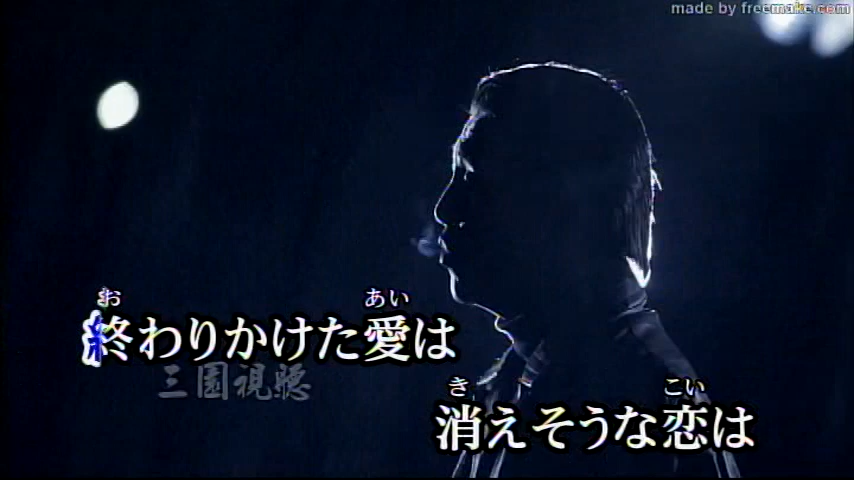 made by freemake.com
お あい
終わりかけた愛は
三園視聽
き こい
消えそうな恋は